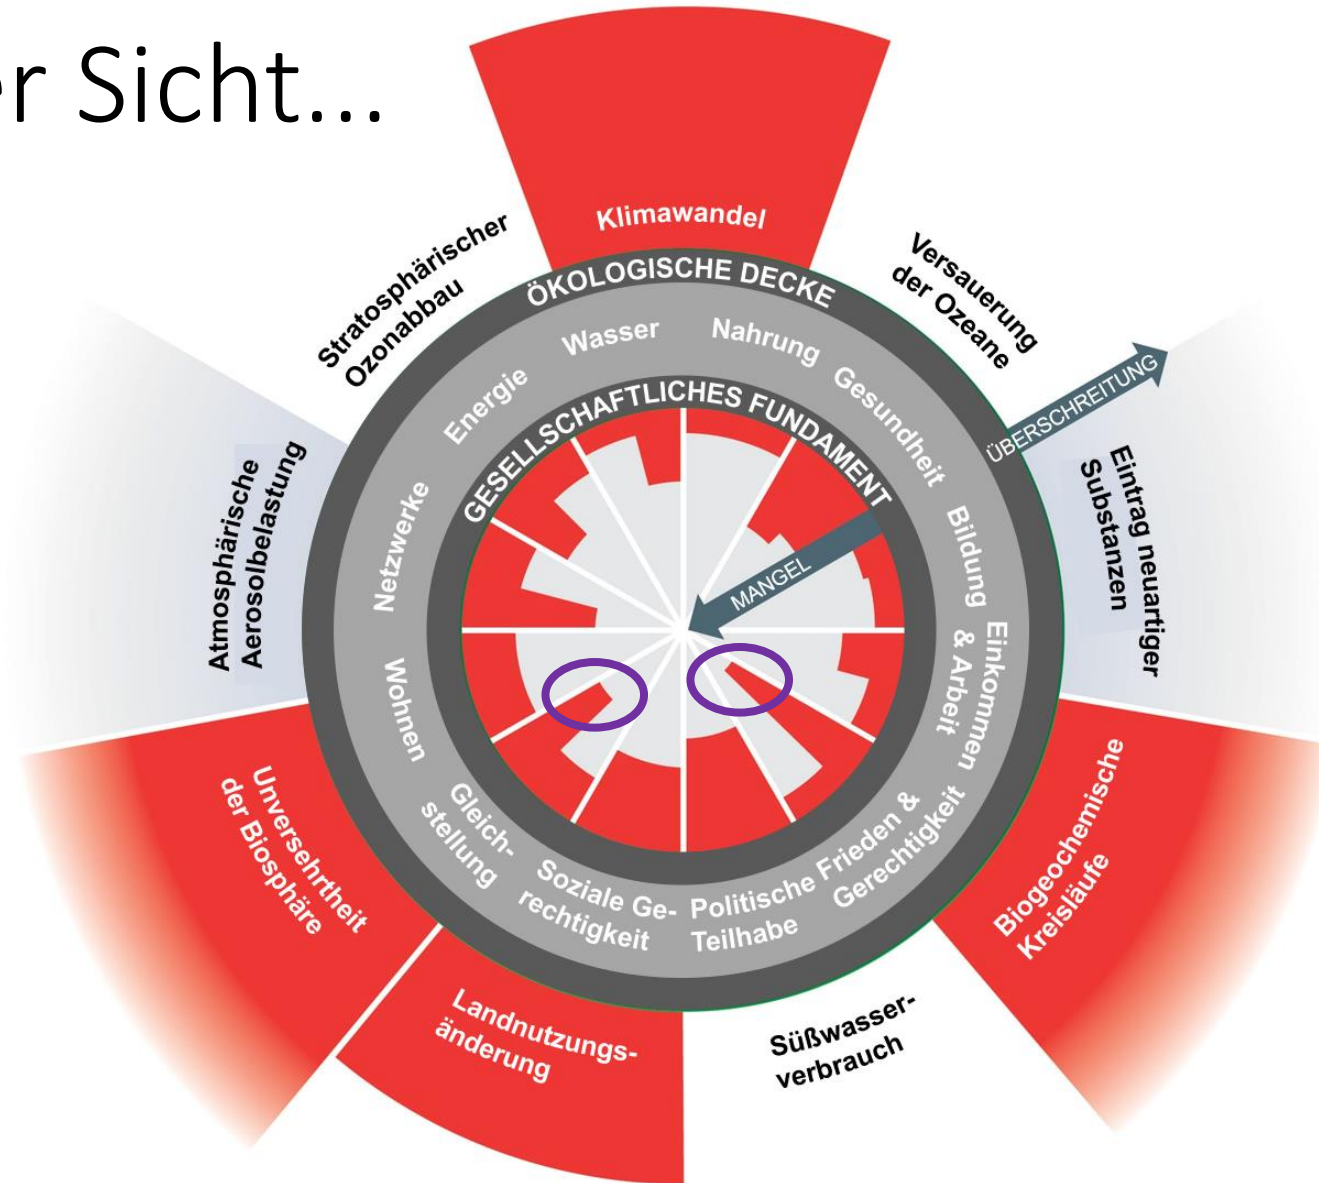 er Sicht...
Klimawandel
ÖKOLOGISCHE DECKE
Stratosphärischer
Ozonabbau
Versauerung
der Ozeane
ÜBERSCHREITUNG
Wasser
Nahrung
Energie
Gesundheit
GESELLSCHAFTLICHES FUNDAMENT
Netzwerke
Bildung
MANGEL
Atmosphärische
Aerosolbelastung
Eintrag neuartiger
Substanzen
Wohnen
Einkommen
& Arbeit
Gleich-
stellung
Soziale Ge-
rechtigkeit
Politische
Teilhabe
Frieden &
Gerechtigkeit
Unversehrtheit
der Biosphäre
Biogeochemische
Kreisläufe
Landnutzungs-
änderung
Süßwasser-
verbrauch